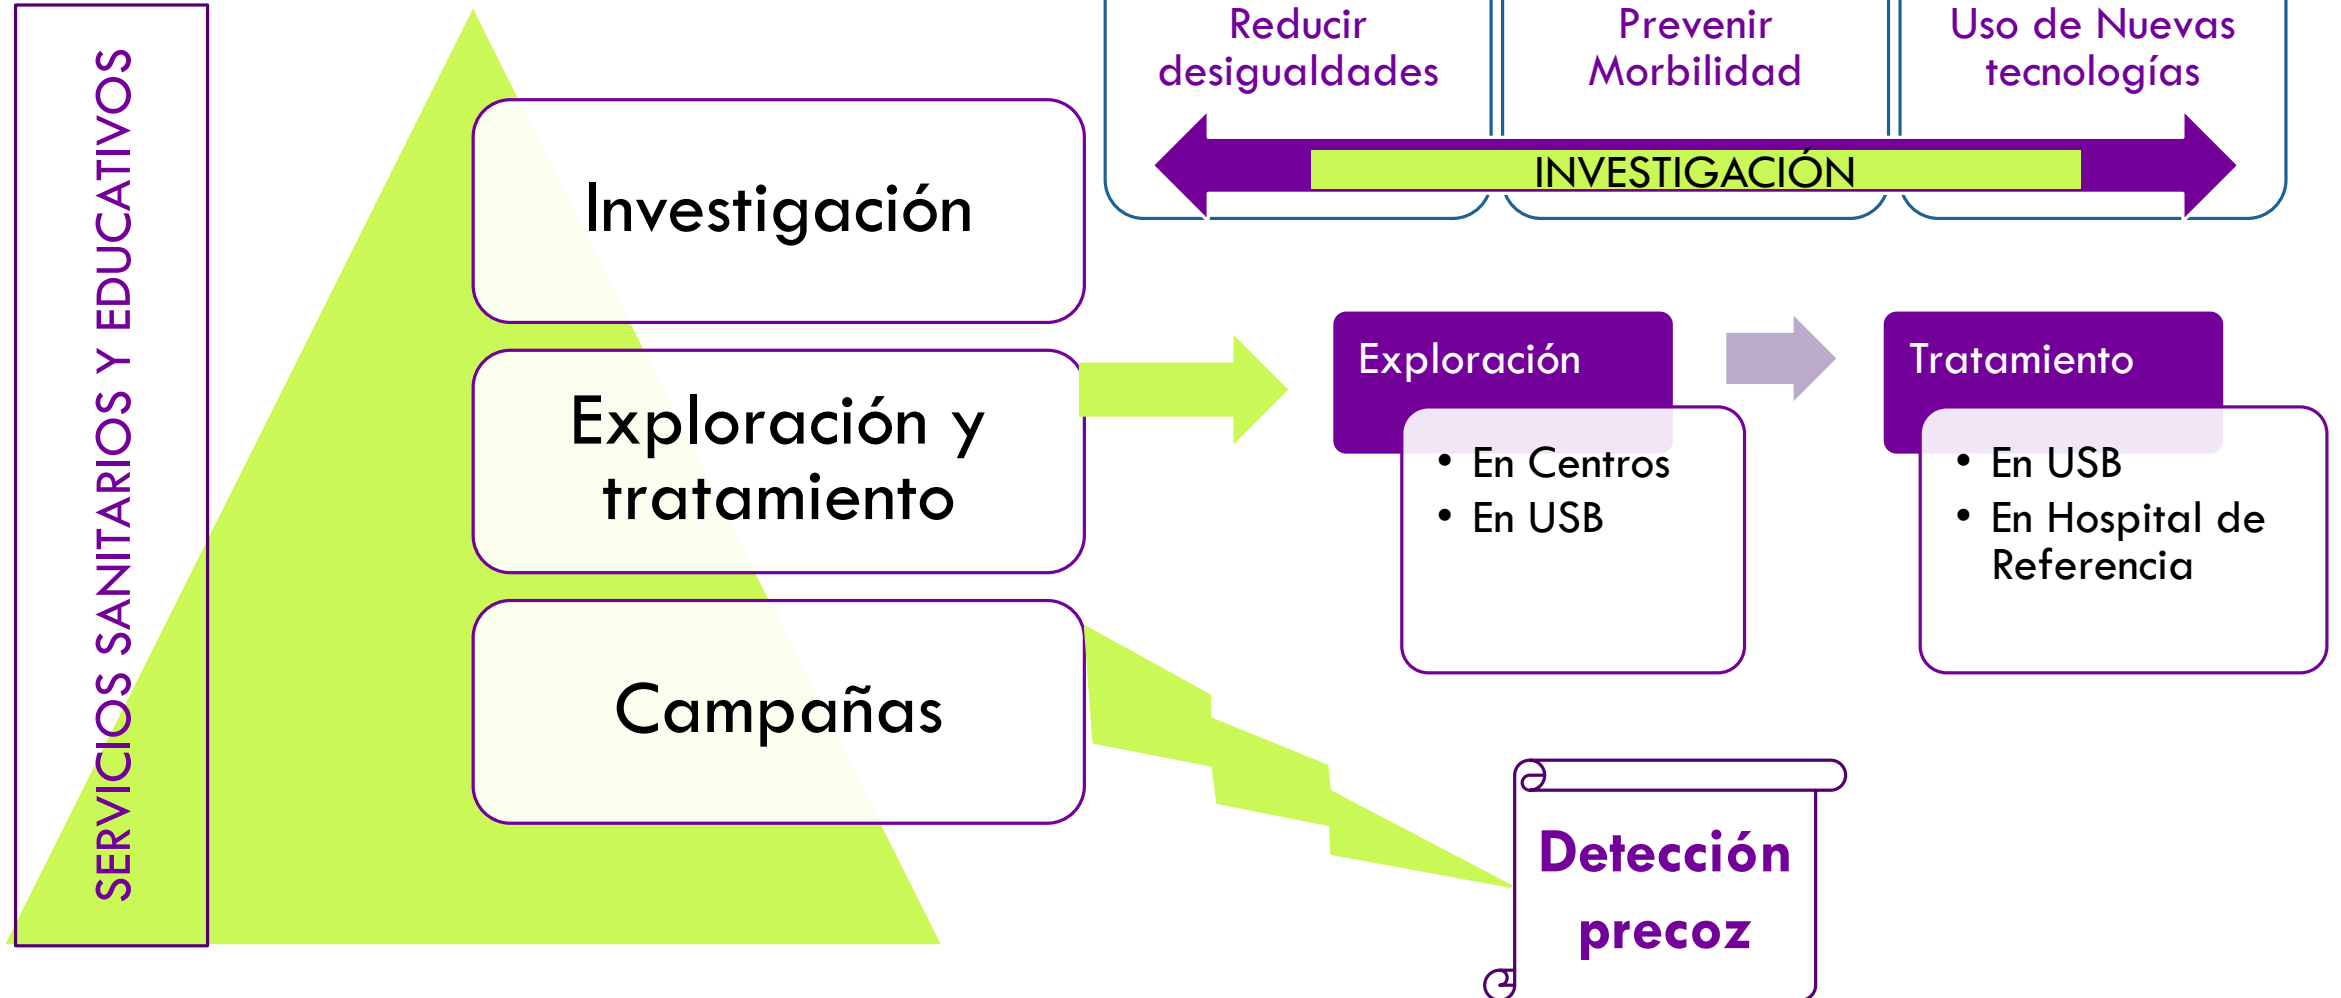 SERVICIOS SANITARIOS Y EDUCATIVOS
Investigación
Exploración y
tratamiento
Campañas
Reducir
desigualdades
Prevenir
Morbilidad
Uso de Nuevas
tecnologías
INVESTIGACIÓN
Exploración
• En Centros
• En USB
Tratamiento
• En USB
• En Hospital de
Referencia
Detección
precoz